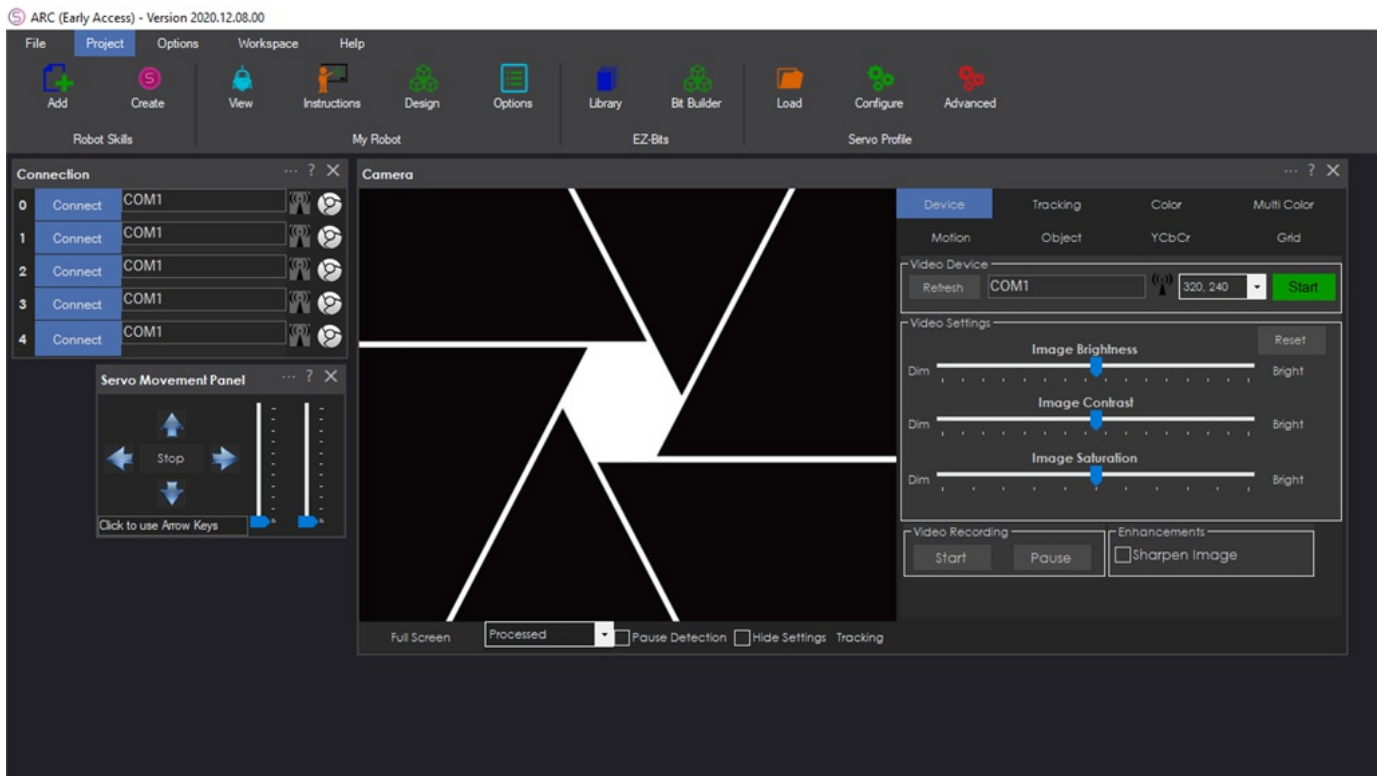 ARC (Early Access) - Version 2020.12.08.00
File Project Options Workspace Help
Add Create View Instructions Design Options Library Bit Builder Load Configure Advanced
Robot Skills My Robot EZ-Bits Servo Profile
Connection ... ? X
0 Connect COM1
1 Connect COM1
2 Connect COM1
3 Connect COM1
4 Connect COM1
Servo Movement Panel ... ? X
Stop
Click to use Arrow Keys
Camera ... ? X
Device Tracking Color Multi Color
Motion Object YCbCr Grid
Video Device
Refresh COM1 320, 240 Start
Video Settings
Reset
Image Brightness
Dim Bright
Image Contrast
Dim Bright
Image Saturation
Dim Bright
Video Recording Enhancements
Start Pause Sharpen Image
Full Screen Processed Pause Detection Hide Settings Tracking